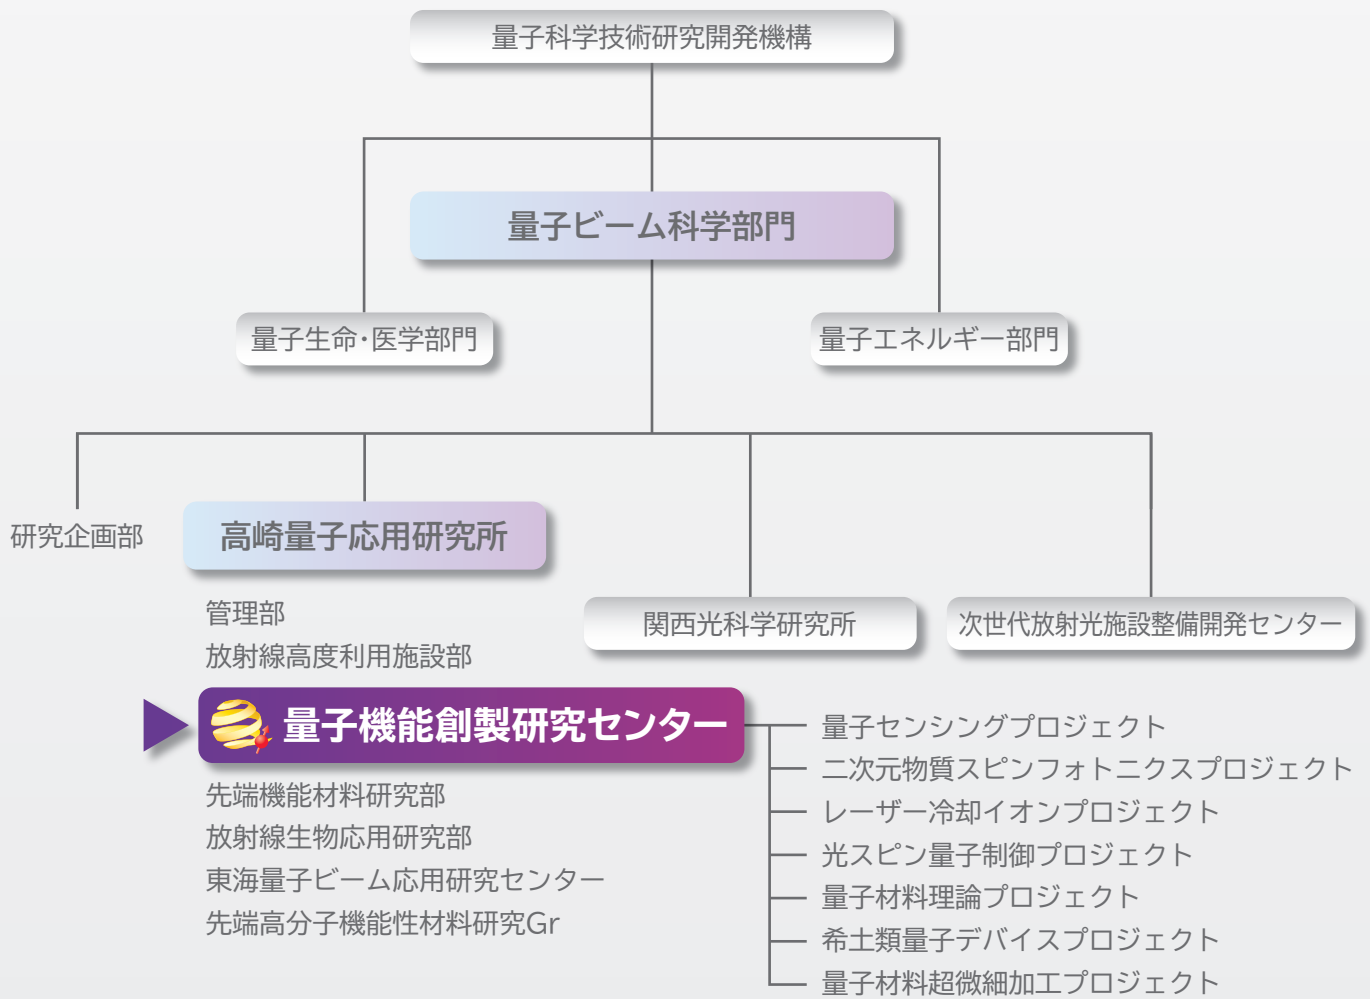 量子科学技術研究開発機構
量子ビーム科学部門
量子生命・医学部門
量子エネルギー部門
研究企画部
高崎量子応用研究所
管理部
放射線高度利用施設部
関西光科学研究所
次世代放射光施設整備開発センター
量子機能創製研究センター
先端機能材料研究部
放射線生物応用研究部
東海量子ビーム応用研究センター
先端高分子機能性材料研究Gr
量子センシングプロジェクト
二次元物質スピンフォトニクスプロジェクト
レーザー冷却イオンプロジェクト
光スピン量子制御プロジェクト
量子材料理論プロジェクト
希土類量子デバイスプロジェクト
量子材料超微細加工プロジェクト